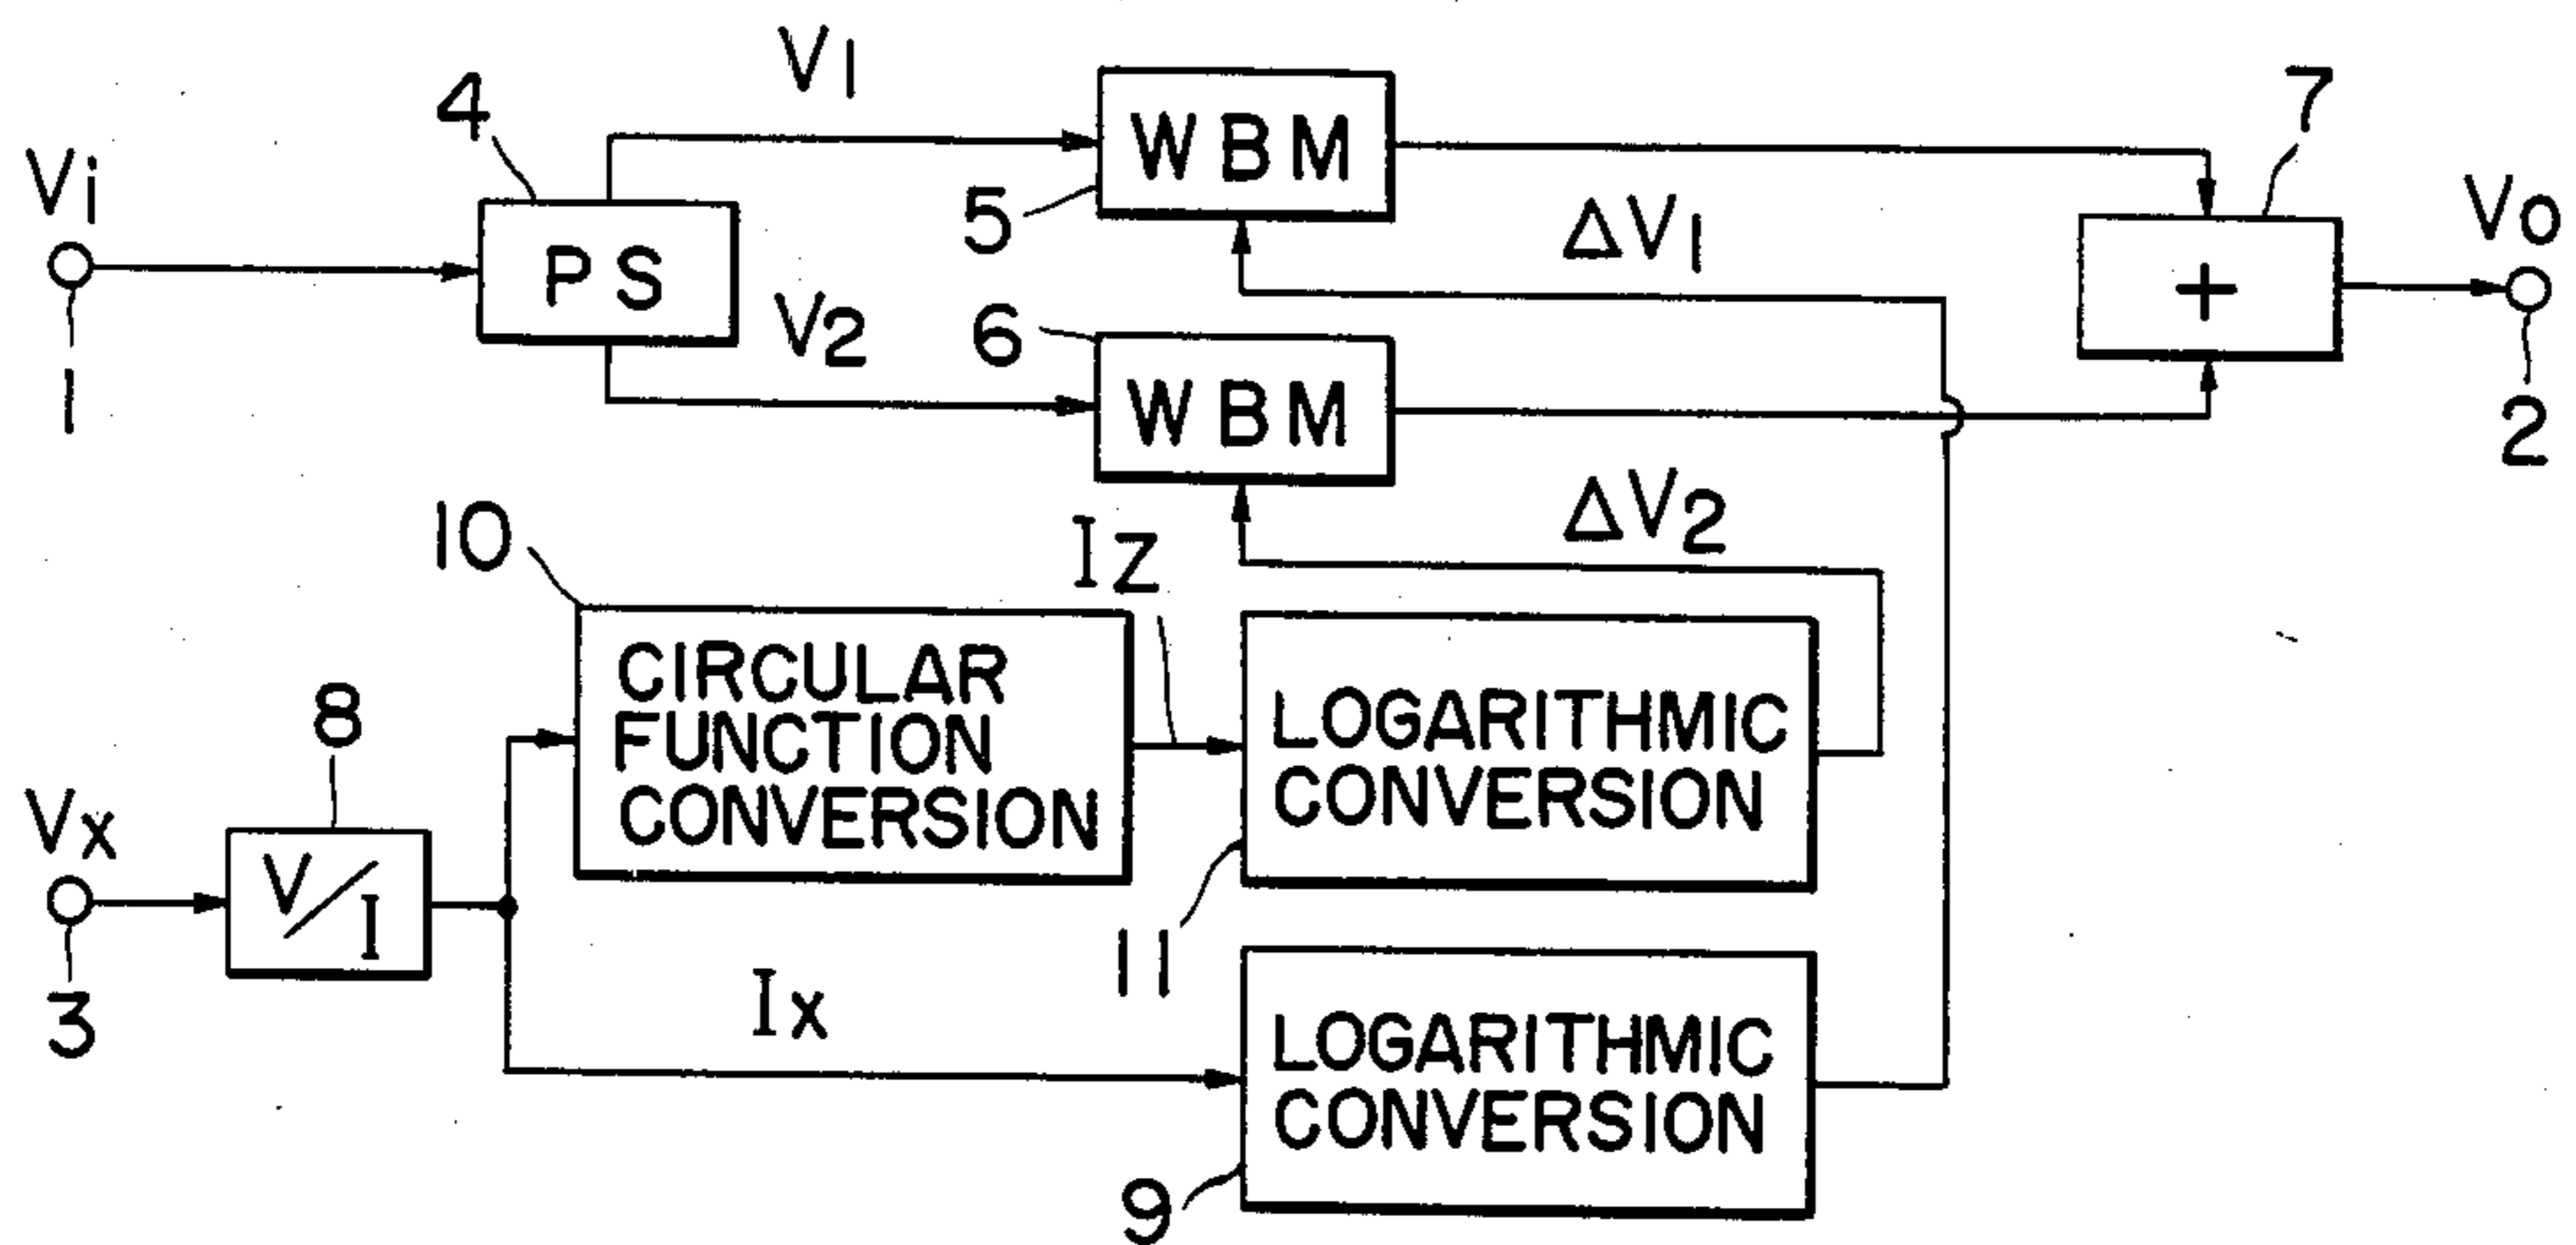 V1
4
WBM
7
Vi
5
ΔV1
Vo
PS
V2
6
1
WBM
2
10
IZ
ΔV2
CIRCULAR
FUNCTION
CONVERSION
LOGARITHMIC
CONVERSION
8
Vx
V/I
11
3
Ix
LOGARITHMIC
CONVERSION
9
+